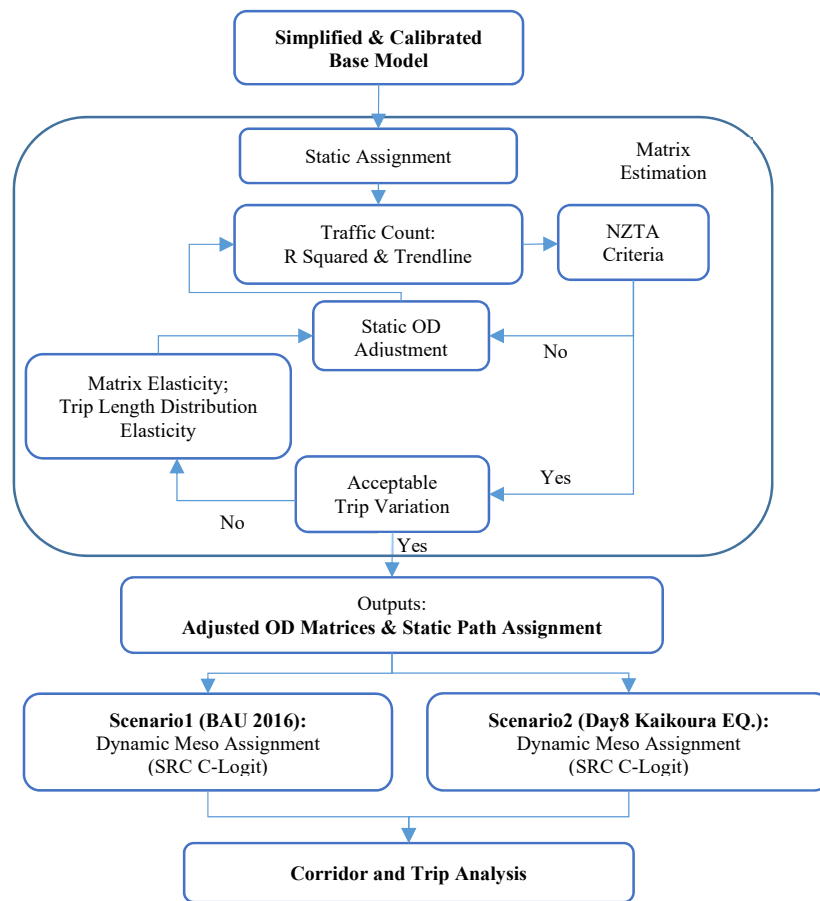 Simplified & Calibrated
Base Model
Static Assignment
Matrix
Estimation
Traffic Count:
R Squared & Trendline
NZTA
Criteria
Static OD
Adjustment
No
Matrix Elasticity;
Trip Length Distribution
Elasticity
Acceptable
Trip Variation
Yes
No
Yes
Outputs:
Adjusted OD Matrices & Static Path Assignment
Scenario1 (BAU 2016):
Dynamic Meso Assignment
(SRC C-Logit)
Scenario2 (Day8 Kaikoura EQ.):
Dynamic Meso Assignment
(SRC C-Logit)
Corridor and Trip Analysis